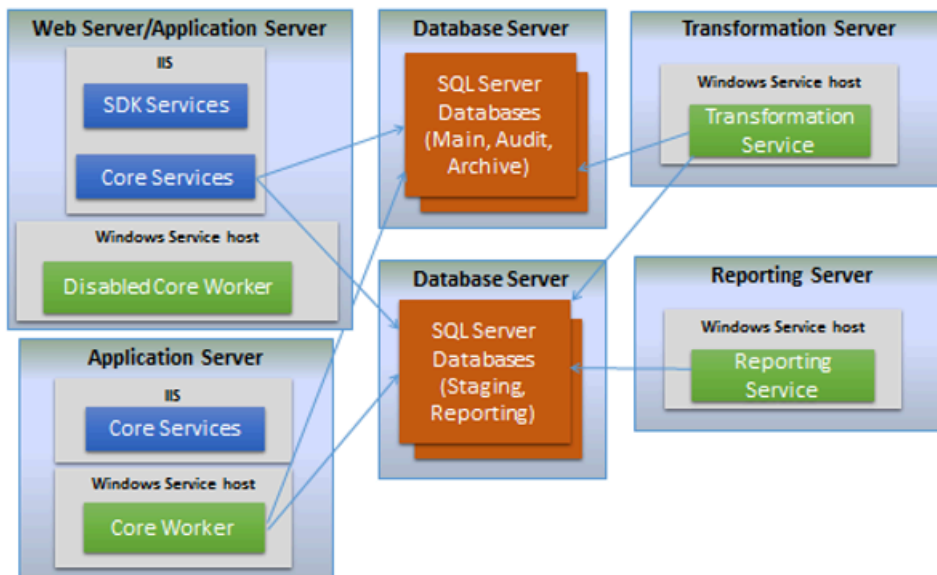 Web Server/Application Server
IIS
SDK Services
Core Services
Windows Service host
Disabled Core Worker
Application Server
IIS
Core Services
Windows Service host
Core Worker
Database Server
SQL Server
Databases
(Main, Audit,
Archive)
Database Server
SQL Server
Databases
(Staging,
Reporting)
Transformation Server
Windows Service host
Transformation
Service
Reporting Server
Windows Service host
Reporting
Service